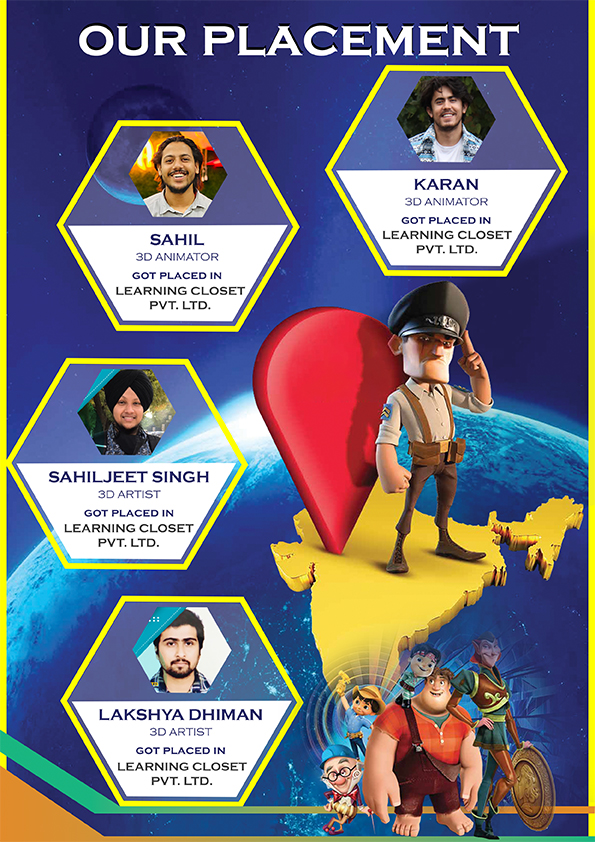 OUR PLACEMENT
SAHIL
3D ANIMATOR
GOT PLACED IN
LEARNING CLOSET
PVT. LTD.
KARAN
3D ANIMATOR
GOT PLACED IN
LEARNING CLOSET
PVT. LTD.
SAHILJEET SINGH
3D ARTIST
GOT PLACED IN
LEARNING CLOSET
PVT. LTD.
LAKSHYA DHIMAN
3D ARTIST
GOT PLACED IN
LEARNING CLOSET
PVT. LTD.